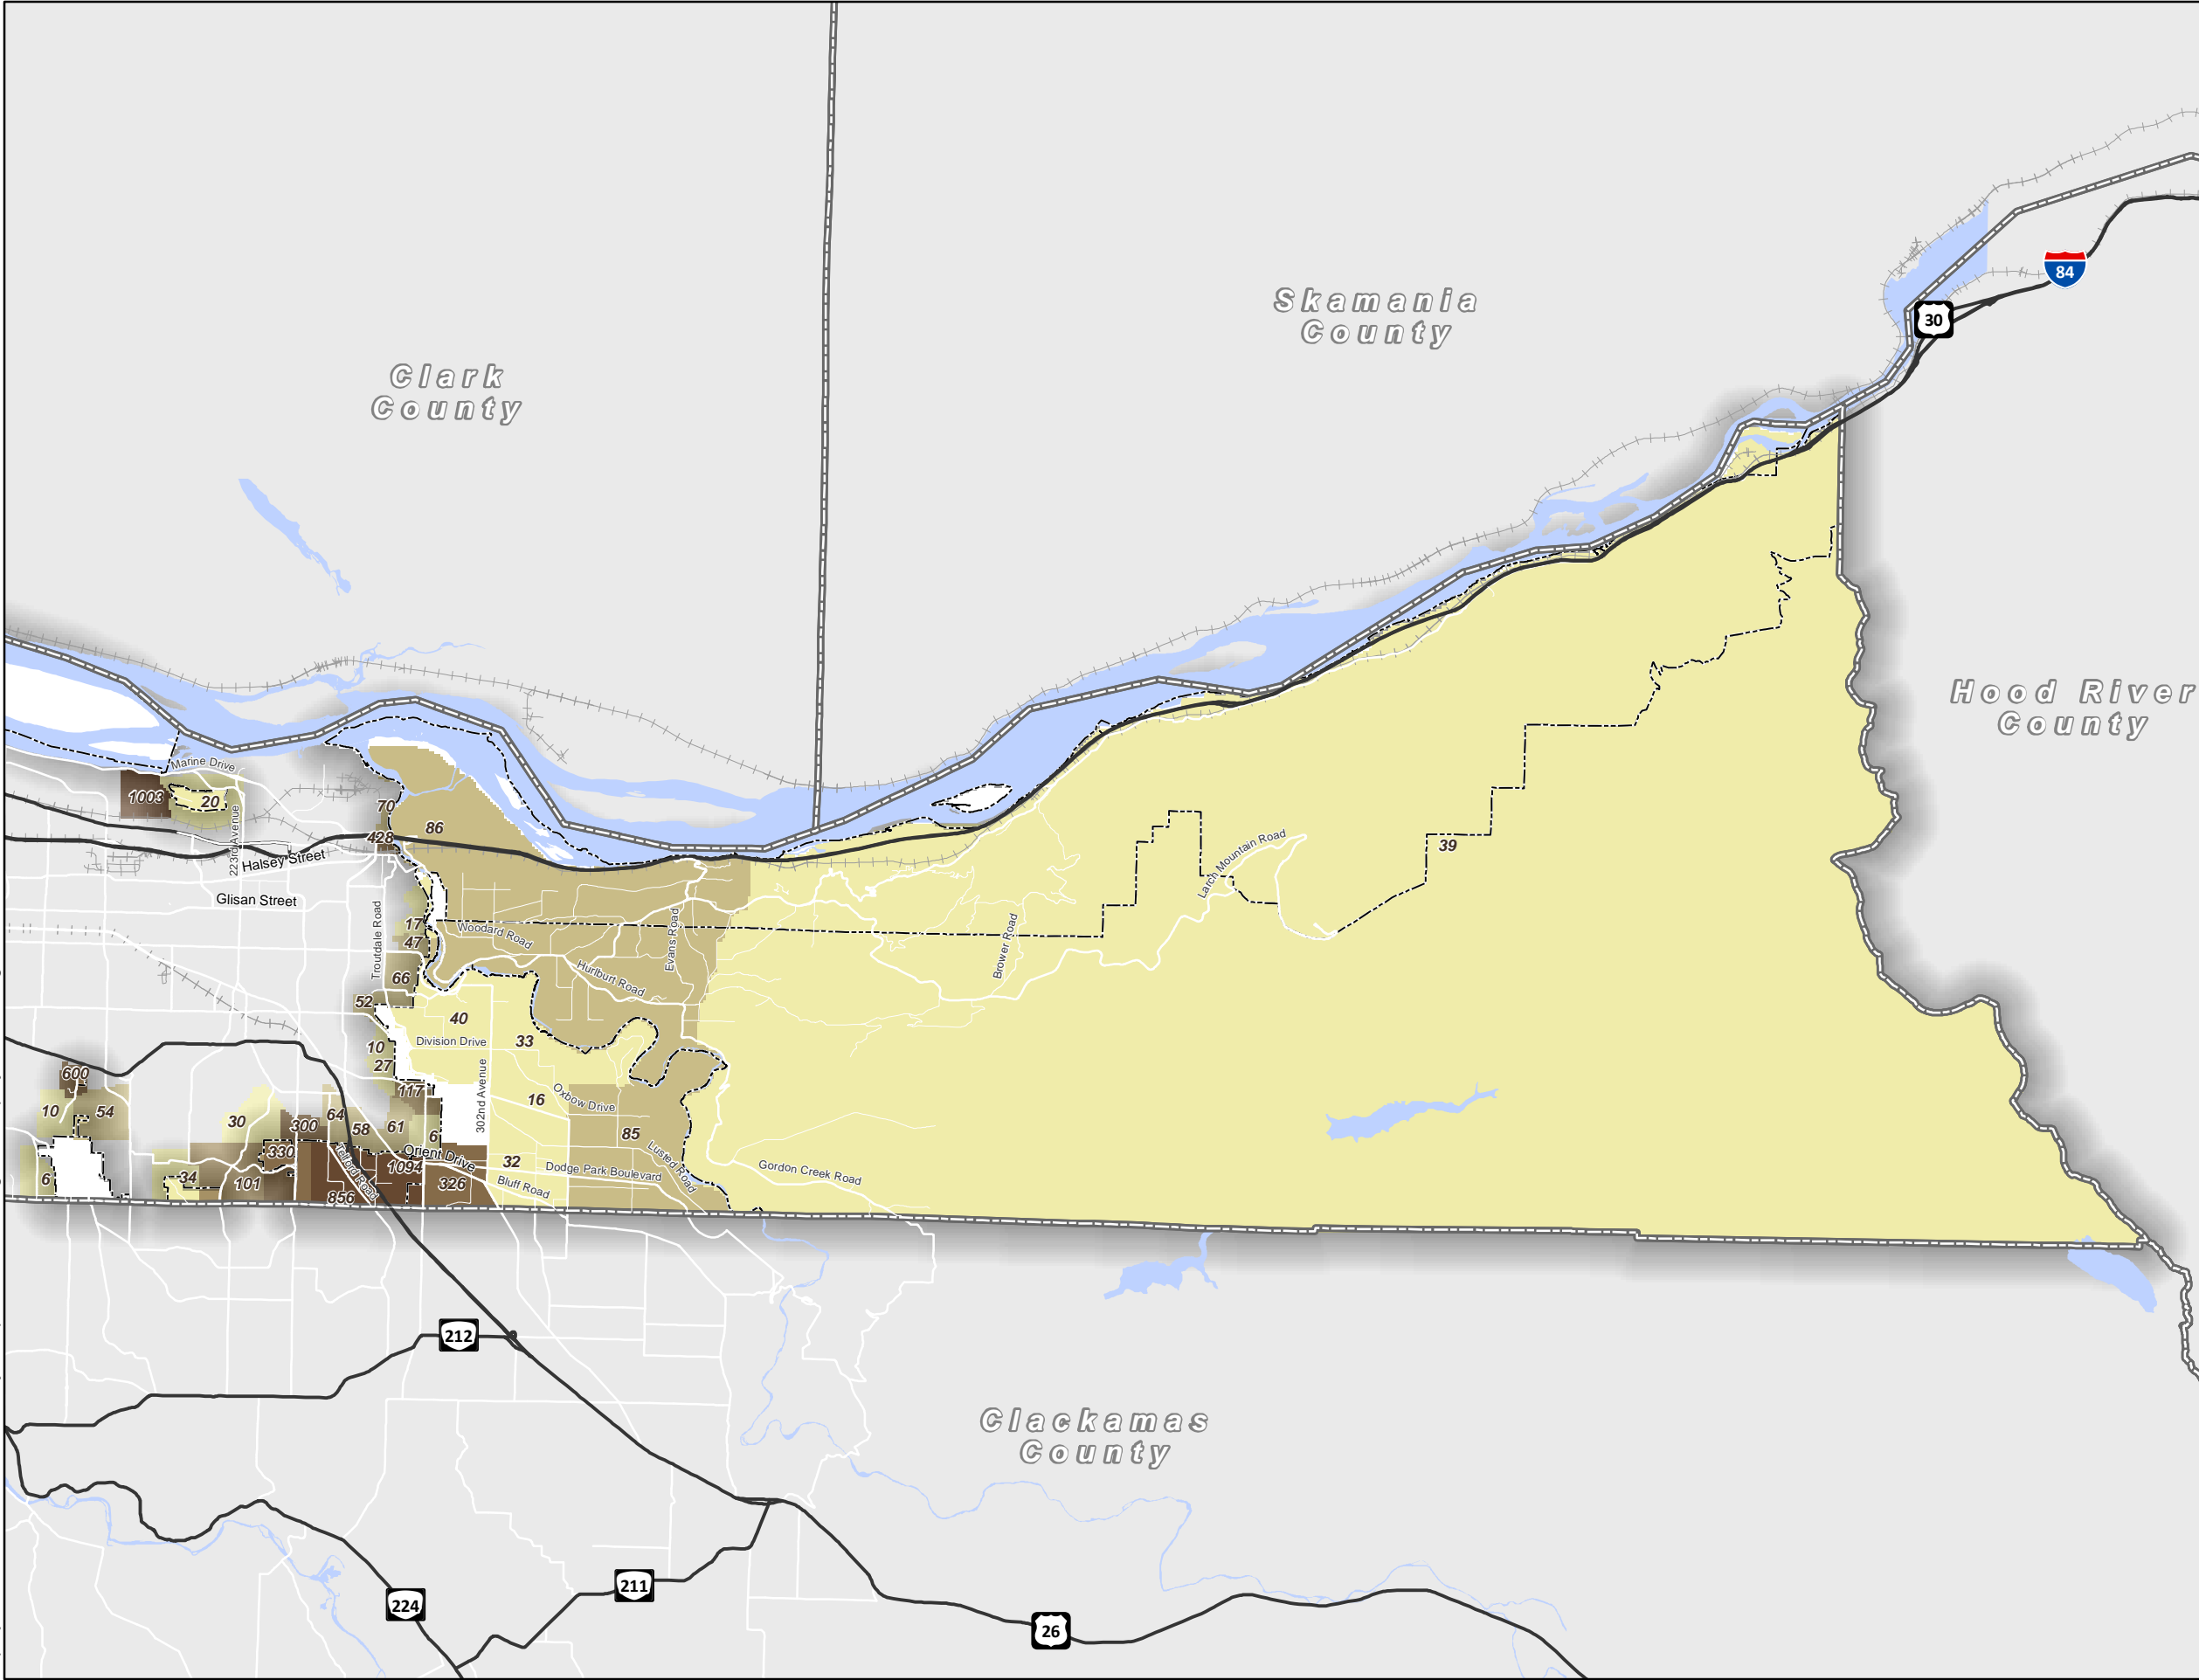 84
30
Skamania
County
Clark
County
Hood River
County
Marine Drive
1003
20
223rd Avenue
70
428
86
Halsey Street
Glisan Street
39
Larch Mountain Road
Troutdale Road
17
47
Woodard Road
Evans Road
Brower Road
66
Hurlburt Road
52
40
33
Division Drive
10
27
302nd Avenue
600
117
10
54
16
Oxbow Drive
30
300
64
58
61
6
85
330
Orient Drive
Telford Road
1094
32
Dodge Park Boulevard
Lusted Road
Gordon Creek Road
6
34
101
856
326
Bluff Road
212
Clackamas
County
211
224
26